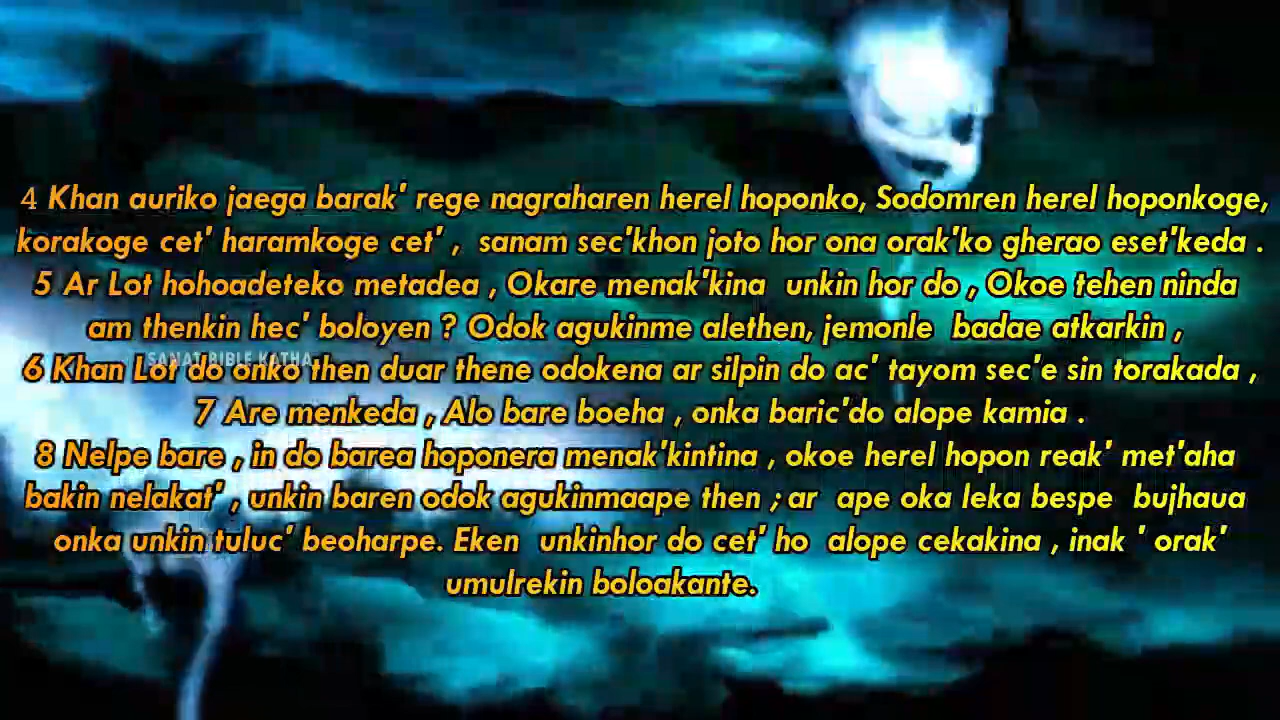 4 Khan auriko jaega barak' rege nagraharen herel hoponko, Sodomren herel hoponkoge,
korakoge cet' haramkoge cet' , sanam sec'khon joto hor ona orak'ko gherao eset'keda .
5 Ar Lot hohoadeteko metadea , Okare menak'kina unkin hor do , Okoe tehen ninda
am thenkin hec' boloyen ? Odok agukinme alethen, jemonle badae atkarkin ,
SANAT BIBLE KATHA
6 Khan Lot do onko then duar thene odokena ar silpin do ac' tayom sec'e sin torakada ,
7 Are menkeda , Alo bare boeha , onka baric'do alope kamia .
8 Nelpe bare , in do barea hoponera menak'kintina , okoe herel hopon reak' met'aha
bakin nelakat' , unkin baren odok agukinmaape then ; ar ape oka leka bespe bujhaua
onka unkin tuluc' beoharpe. Eken unkinhor do cet' ho alope cekakina , inak ' orak'
umulrekin boloakante.